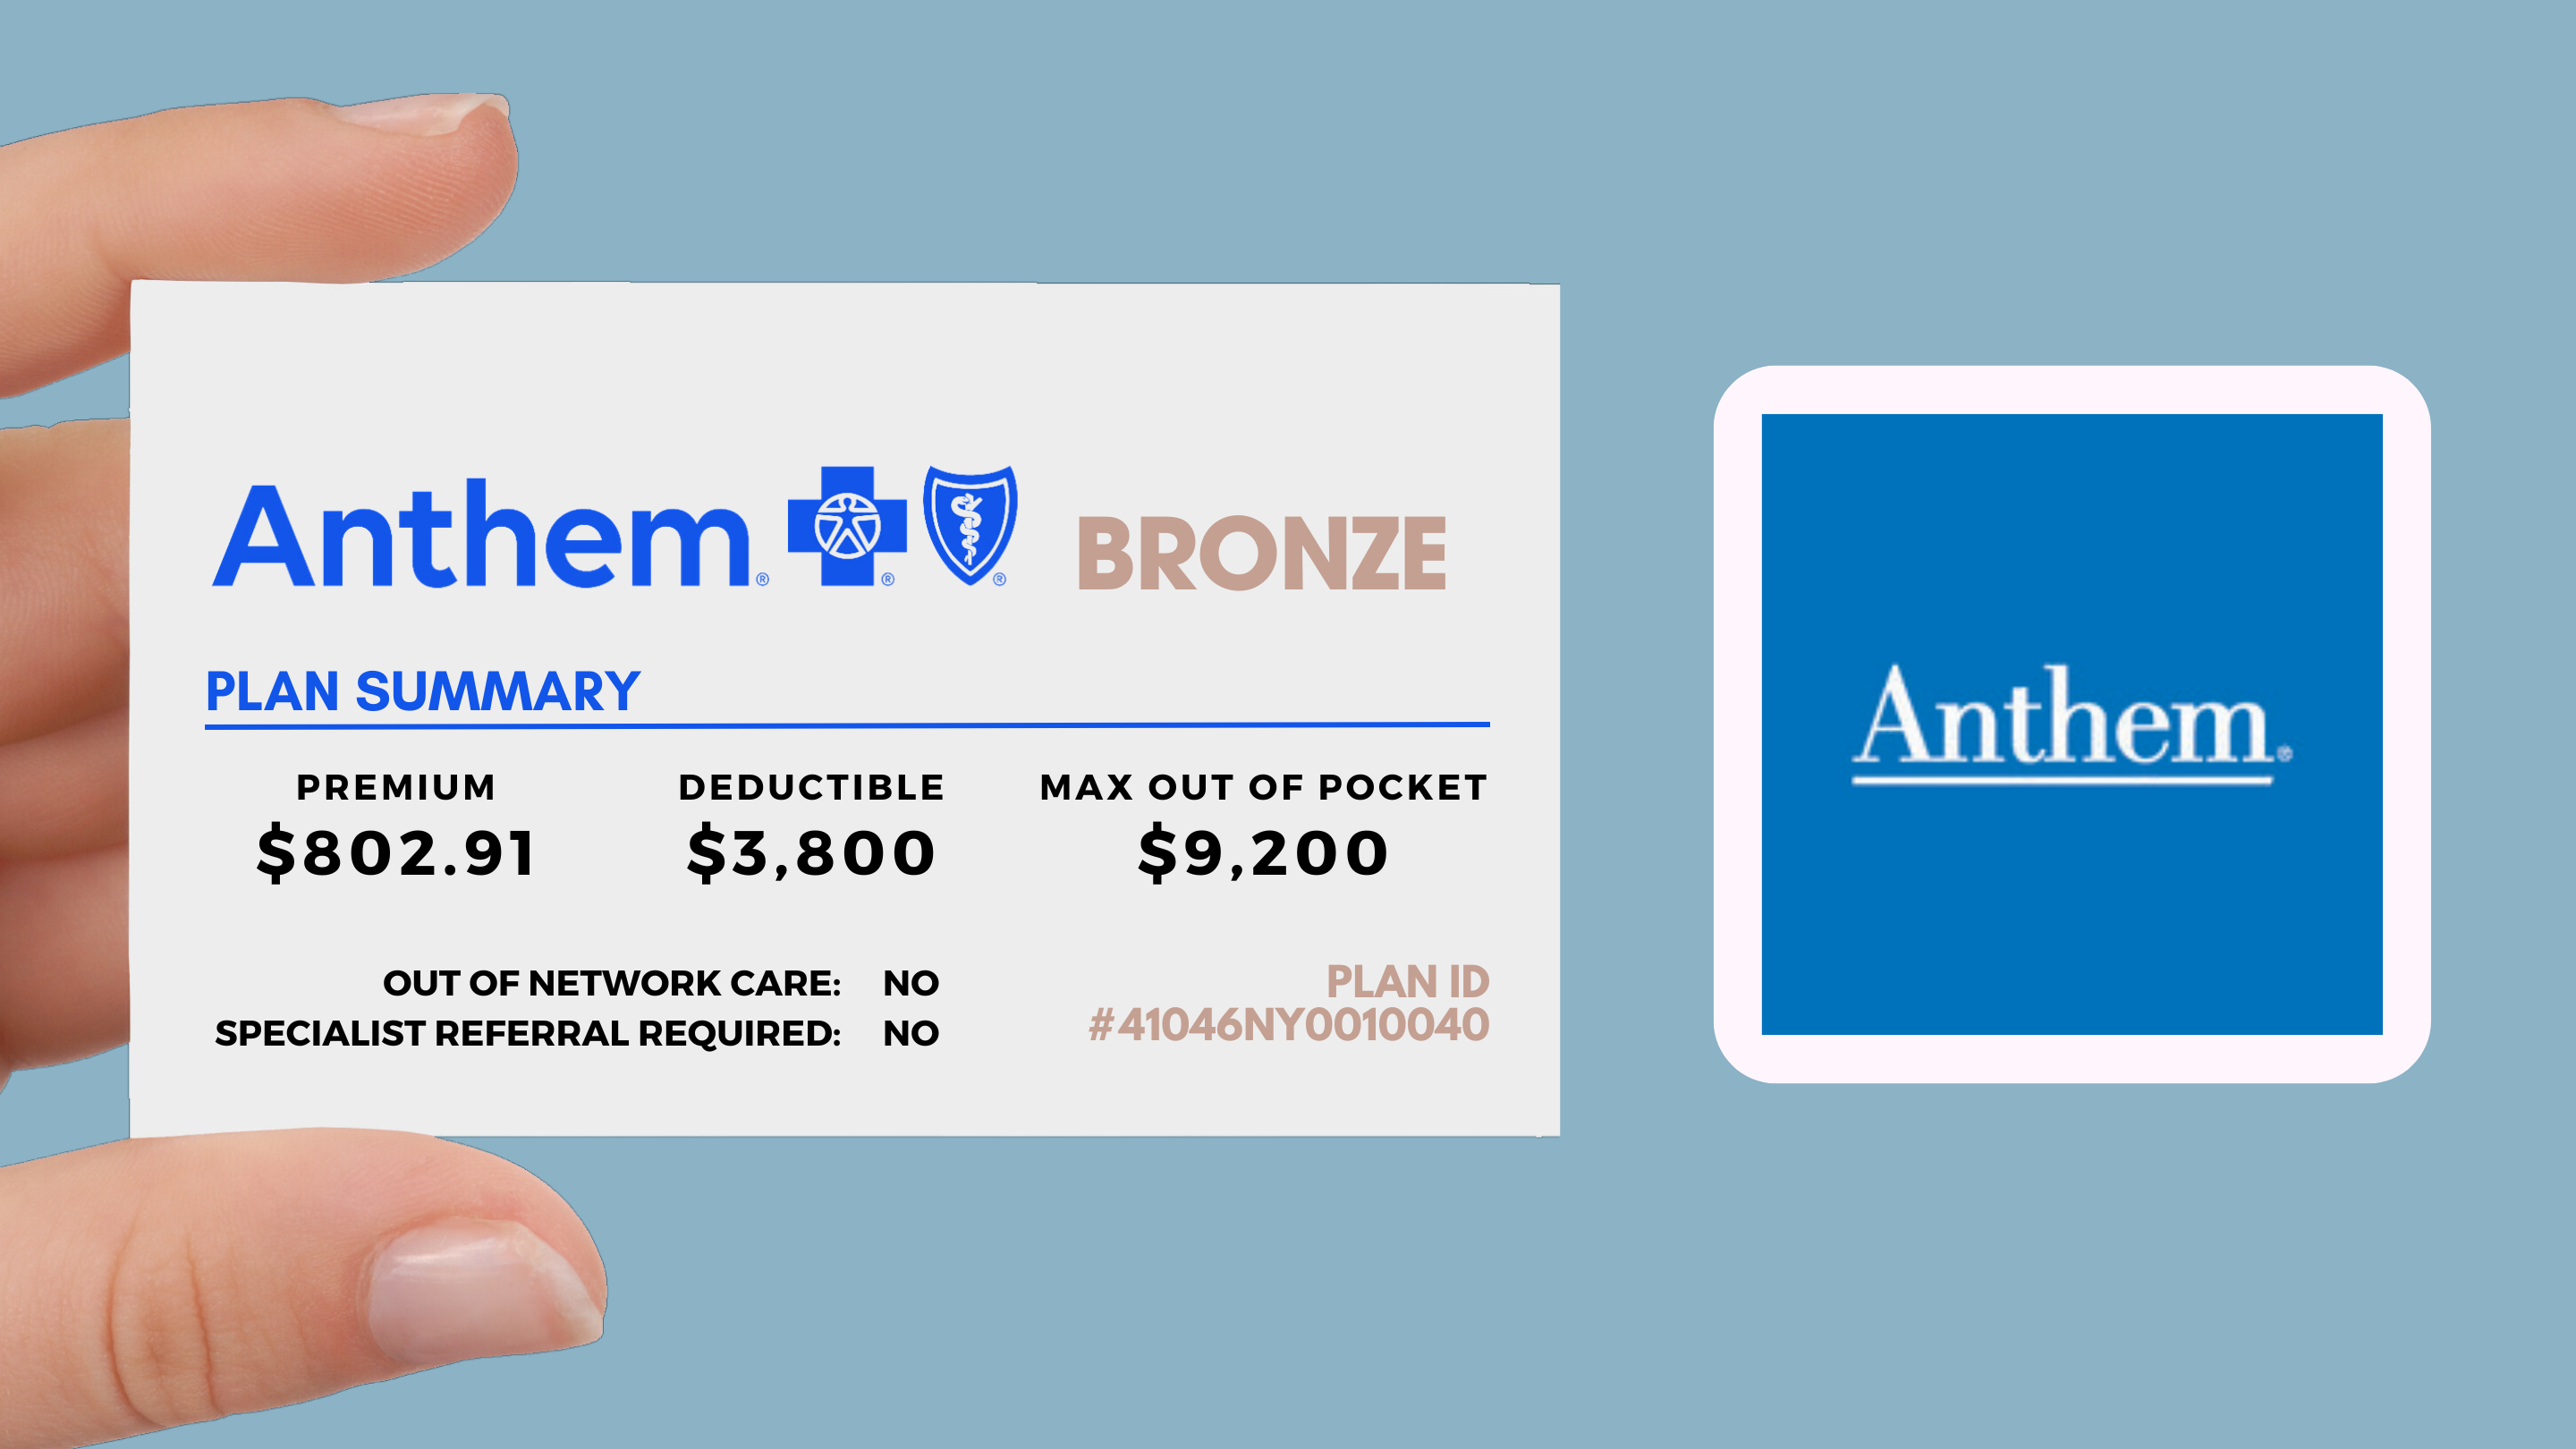 Anthem® ® ® BRONZE
PLAN SUMMARY
PREMIUM DEDUCTIBLE MAX OUT OF POCKET
$802.91 $3,800 $9,200
OUT OF NETWORK CARE: NO
SPECIALIST REFERRAL REQUIRED: NO
PLAN ID
#41046NY0010040
Anthem®